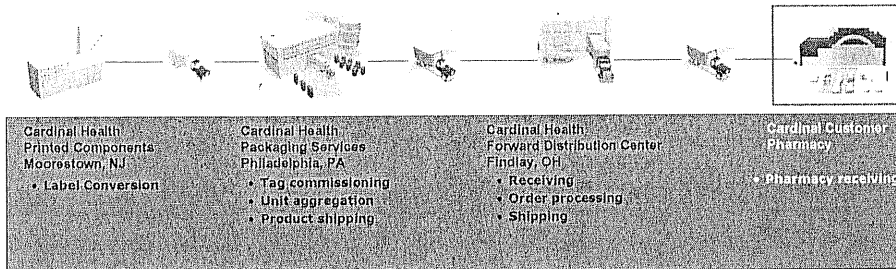 Cardinal Health
Printed Components
Moorestown, NJ
• Label Conversion
Cardinal Health
Packaging Services
Philadelphia, PA
• Tag commissioning
• Unit aggregation
• Product shipping
Cardinal Health
Forward Distribution Center
Findlay, OH
• Receiving
• Order processing
• Shipping
Cardinal Customer
Pharmacy
• Pharmacy receiving